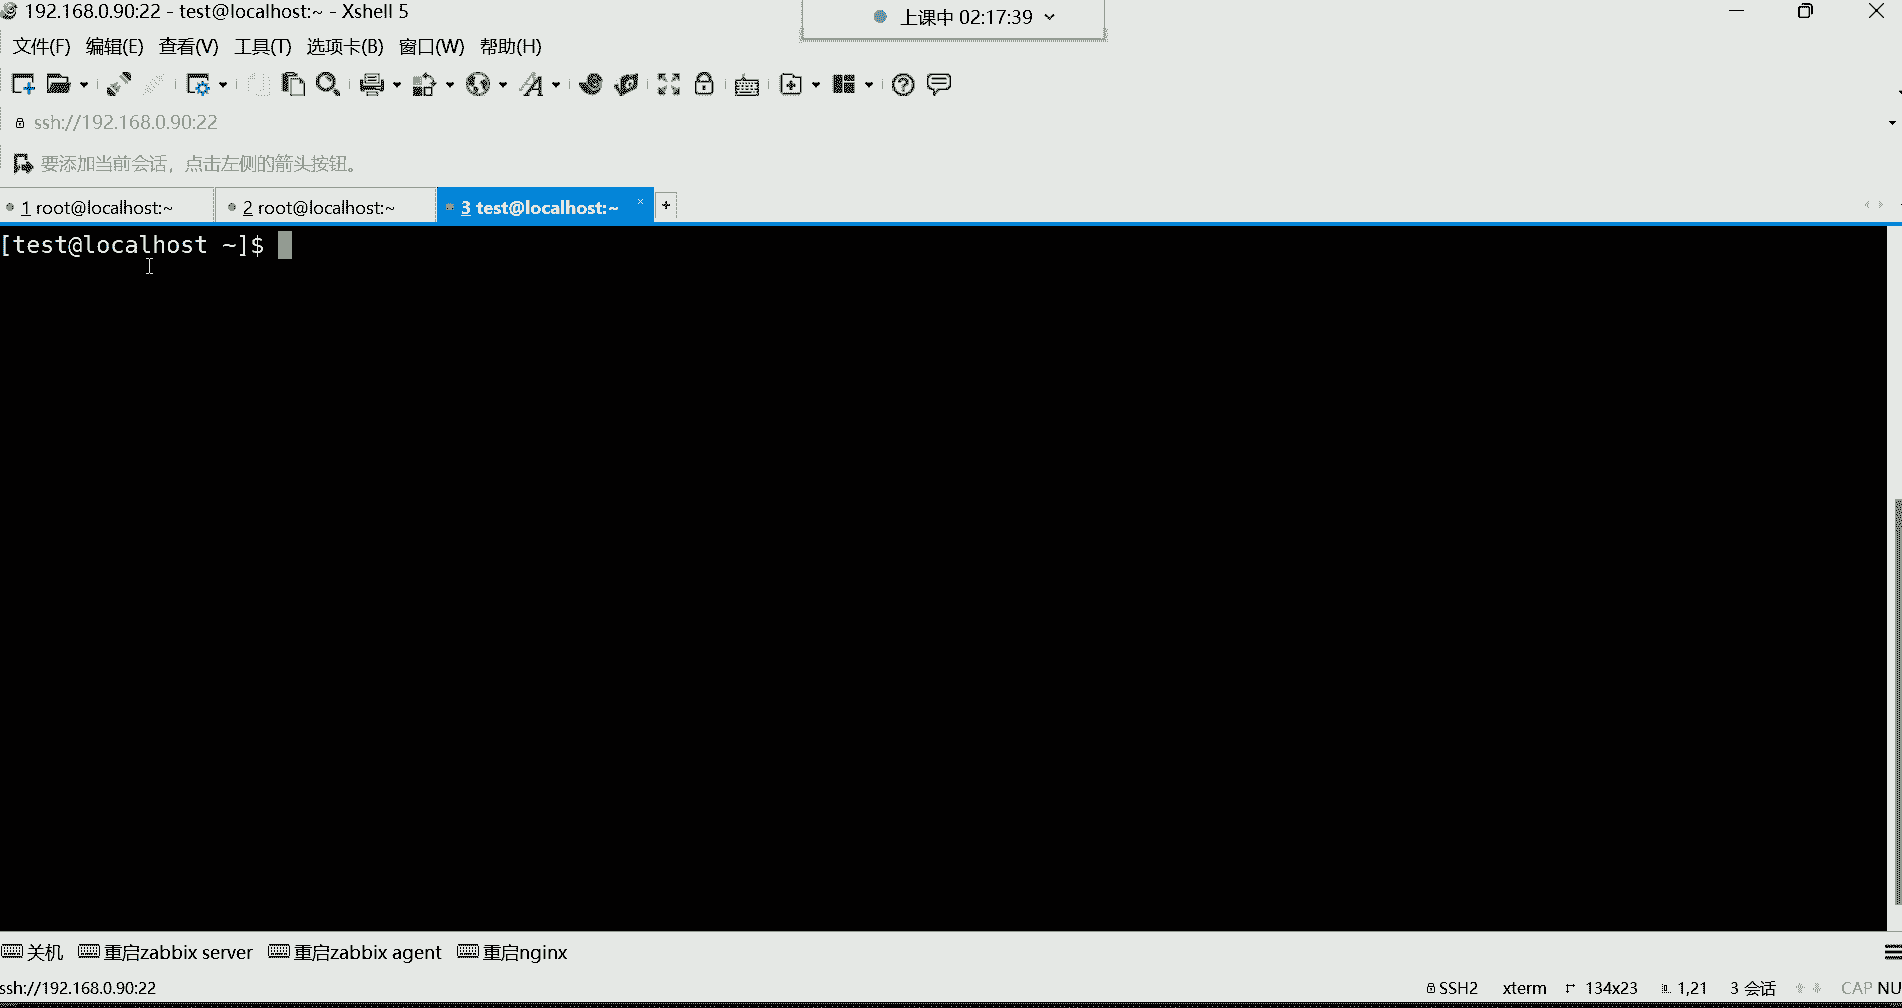 192.168.0.90:22 - test@localhost:~ - Xshell 5
上课中 02:17:39
文件(F) 编辑(E) 查看(V) 工具(T) 选项卡(B) 窗口(W) 帮助(H)
ssh://192.168.0.90:22
要添加当前会话，点击左侧的箭头按钮。
1 root@localhost:~ 2 root@localhost:~ 3 test@localhost:~ × +
[test@localhost ~]$
关机 重启zabbix server 重启zabbix agent 重启nginx
ssh://192.168.0.90:22 SSH2 xterm 134x23 1,21 3 会话 CAP NU